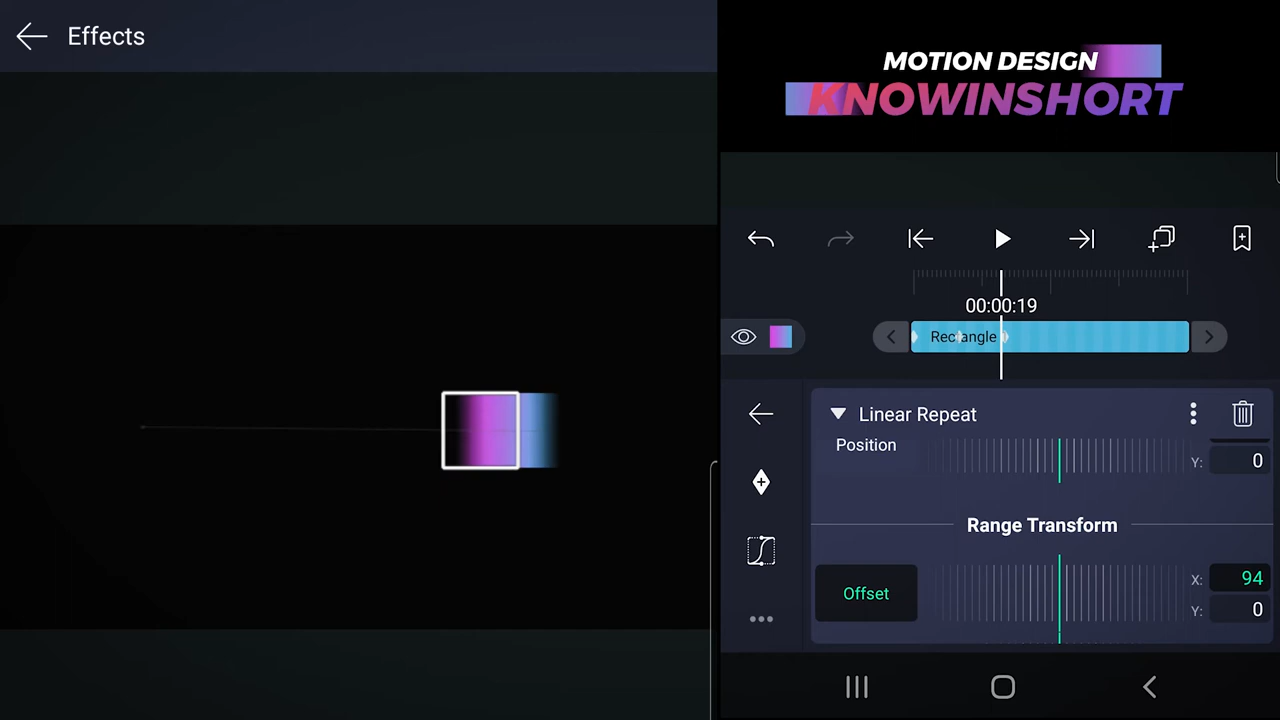 Effects
MOTION DESIGN
KNOWINSHORT
00:00:19
Rectangle
Linear Repeat
Position
Y: 0
Range Transform
Offset
X: 94
Y: 0